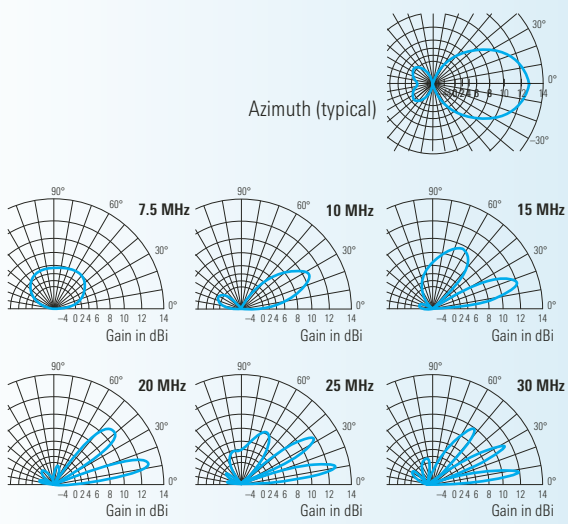 30°
0°
Azimuth (typical)
0 2 4 6 8 10 12 14
–30°
90° 60° 7.5 MHz 30° 0°
–4 0 2 4 6 8 10 12 14
Gain in dBi
90° 60° 10 MHz 30° 0°
–4 0 2 4 6 8 10 12 14
Gain in dBi
90° 60° 15 MHz 30° 0°
–4 0 2 4 6 8 10 12 14
Gain in dBi
90° 60° 20 MHz 30° 0°
–4 0 2 4 6 8 10 12 14
Gain in dBi
90° 60° 25 MHz 30° 0°
–4 0 2 4 6 8 10 12 14
Gain in dBi
90° 60° 30 MHz 30° 0°
–4 0 2 4 6 8 10 12 14
Gain in dBi